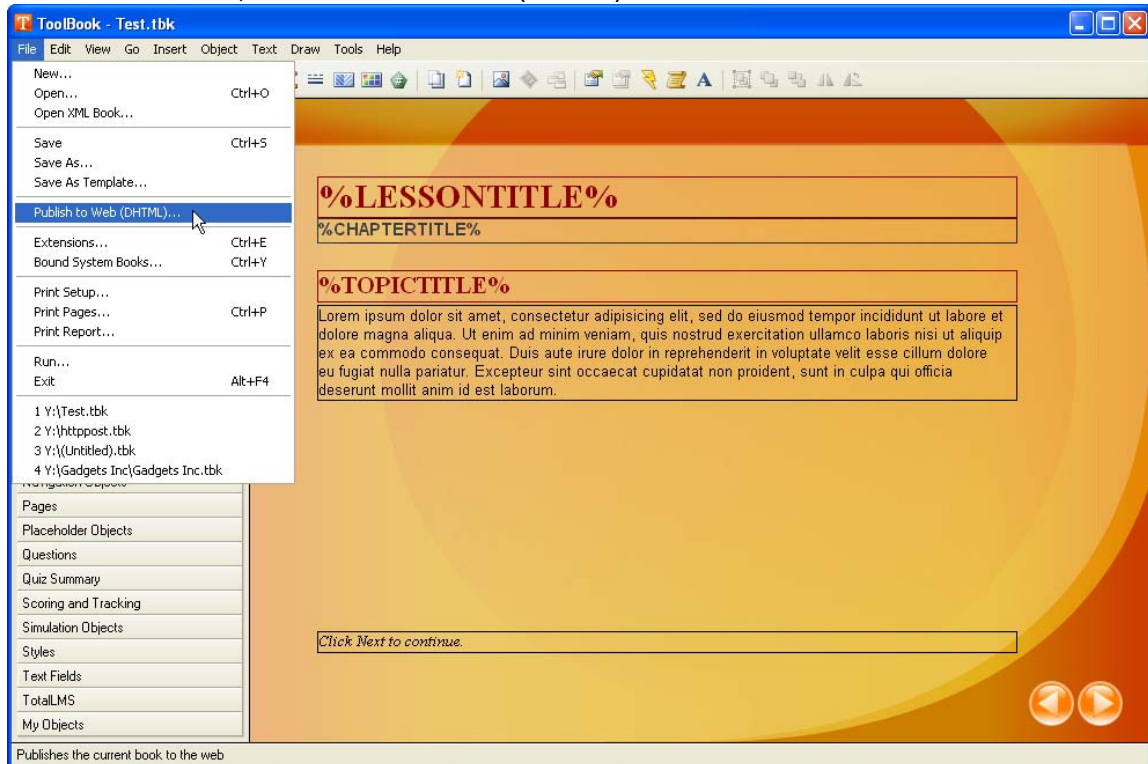 ToolBook - Test.tbk
File Edit View Go Insert Object Text Draw Tools Help
New...
Open... Ctrl+O
Open XML Book...
Save Ctrl+S
Save As...
Save As Template...
Publish to Web (DHTML)...
Extensions... Ctrl+E
Bound System Books... Ctrl+Y
Print Setup...
Print Pages... Ctrl+P
Print Report...
Run...
Exit Alt+F4
1 Y:\Test.tbk
2 Y:\httppost.tbk
3 Y:\(Untitled).tbk
4 Y:\Gadgets Inc\Gadgets Inc.tbk
Pages
Placeholder Objects
Questions
Quiz Summary
Scoring and Tracking
Simulation Objects
Styles
Text Fields
TotalLMS
My Objects
%LESSONTITLE%
%CHAPTERTITLE%
%TOPICTITLE%
Lorem ipsum dolor sit amet, consectetur adipisicing elit, sed do eiusmod tempor incididunt ut labore et
dolore magna aliqua. Ut enim ad minim veniam, quis nostrud exercitation ullamco laboris nisi ut aliquip
ex ea commodo consequat. Duis aute irure dolor in reprehenderit in voluptate velit esse cillum dolore
eu fugiat nulla pariatur. Excepteur sint occaecat cupidatat non proident, sunt in culpa qui officia
deserunt mollit anim id est laborum.
Click Next to continue.
Publishes the current book to the web